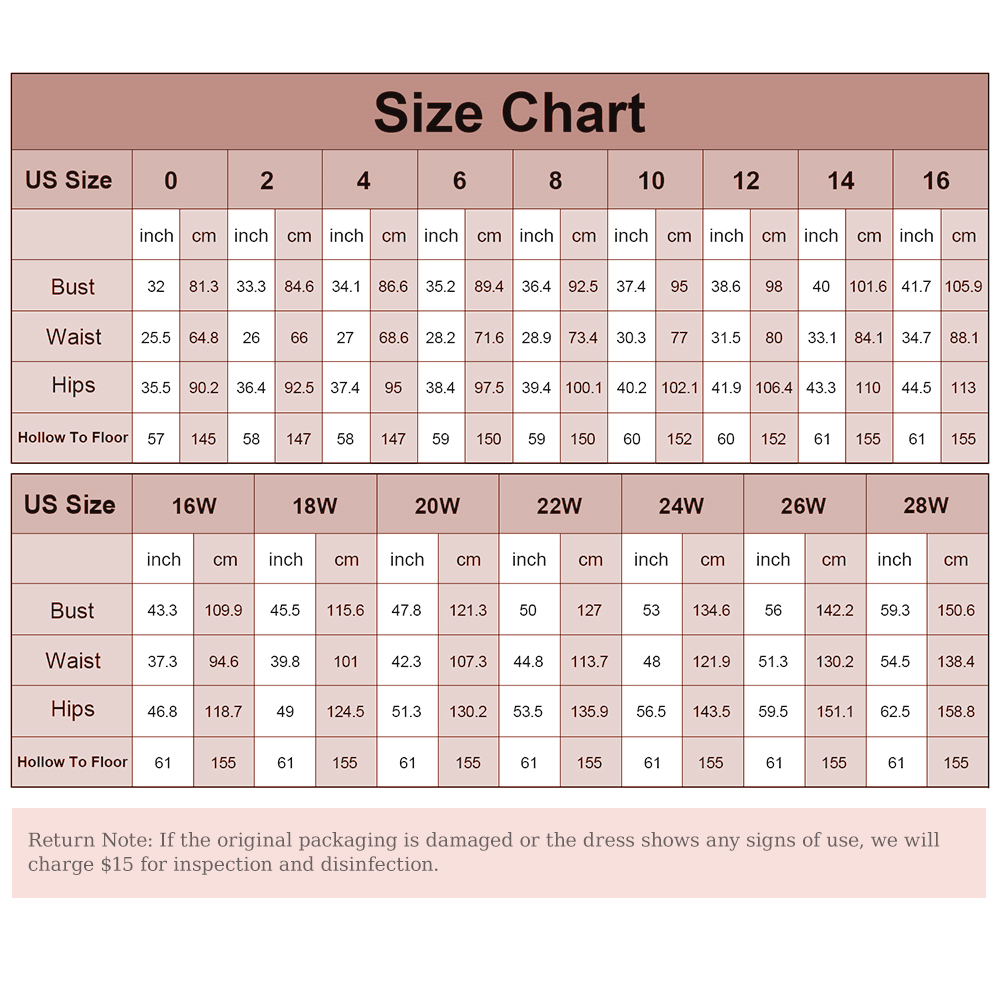 Size Chart
US Size 0 2 4 6 8 10 12 14 16
inch cm inch cm inch cm inch cm inch cm inch cm inch cm inch cm inch cm
Bust 32 81.3 33.3 84.6 34.1 86.6 35.2 89.4 36.4 92.5 37.4 95 38.6 98 40 101.6 41.7 105.9
Waist 25.5 64.8 26 66 27 68.6 28.2 71.6 28.9 73.4 30.3 77 31.5 80 33.1 84.1 34.7 88.1
Hips 35.5 90.2 36.4 92.5 37.4 95 38.4 97.5 39.4 100.1 40.2 102.1 41.9 106.4 43.3 110 44.5 113
Hollow To Floor 57 145 58 147 58 147 59 150 59 150 60 152 60 152 61 155 61 155
US Size 16W 18W 20W 22W 24W 26W 28W
inch cm inch cm inch cm inch cm inch cm inch cm inch cm
Bust 43.3 109.9 45.5 115.6 47.8 121.3 50 127 53 134.6 56 142.2 59.3 150.6
Waist 37.3 94.6 39.8 101 42.3 107.3 44.8 113.7 48 121.9 51.3 130.2 54.5 138.4
Hips 46.8 118.7 49 124.5 51.3 130.2 53.5 135.9 56.5 143.5 59.5 151.1 62.5 158.8
Hollow To Floor 61 155 61 155 61 155 61 155 61 155 61 155 61 155
Return Note: If the original packaging is damaged or the dress shows any signs of use, we will
charge $15 for inspection and disinfection.